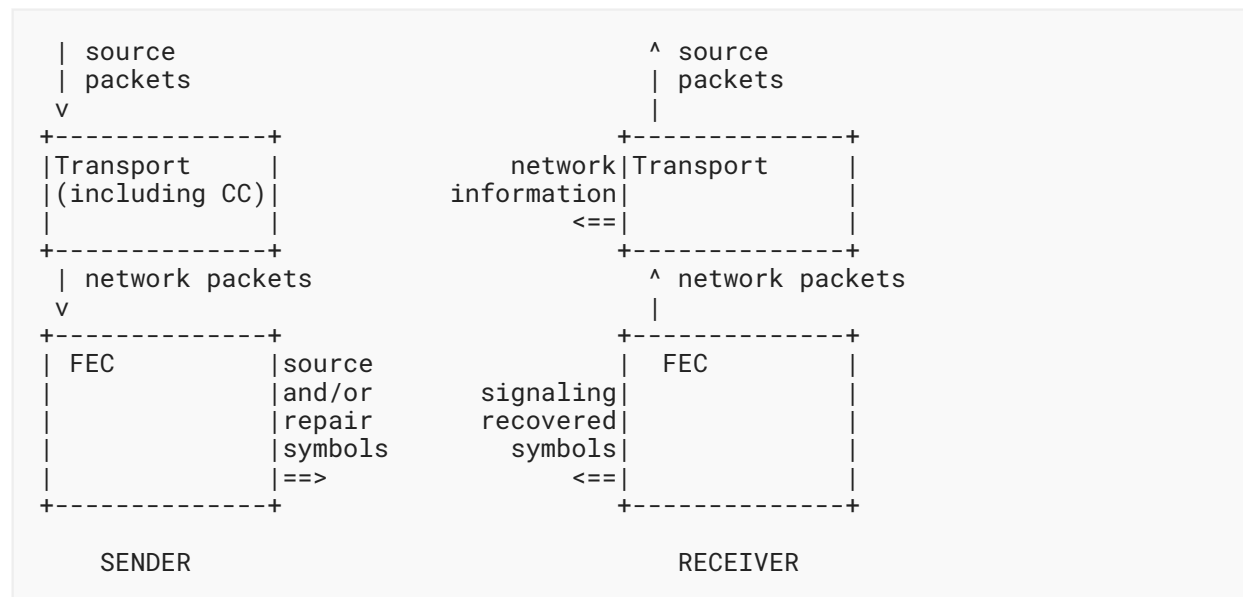 | source                             ^ source
  | packets                            | packets
  v                                    |
 +--------------+                      +--------------+
 |Transport     |               network|Transport     |
 |(including CC)|           information|              |
 |              |                   <==|              |
 +--------------+                      +--------------+
  | network packets                      ^ network packets
  v                                      |
 +--------------+                      +--------------+
 | FEC          |source                |  FEC         |
 |              |and/or       signaling|              |
 |              |repair       recovered|              |
 |              |symbols        symbols|              |
 |              |==>                <==|              |
 +--------------+                      +--------------+
    SENDER                                 RECEIVER